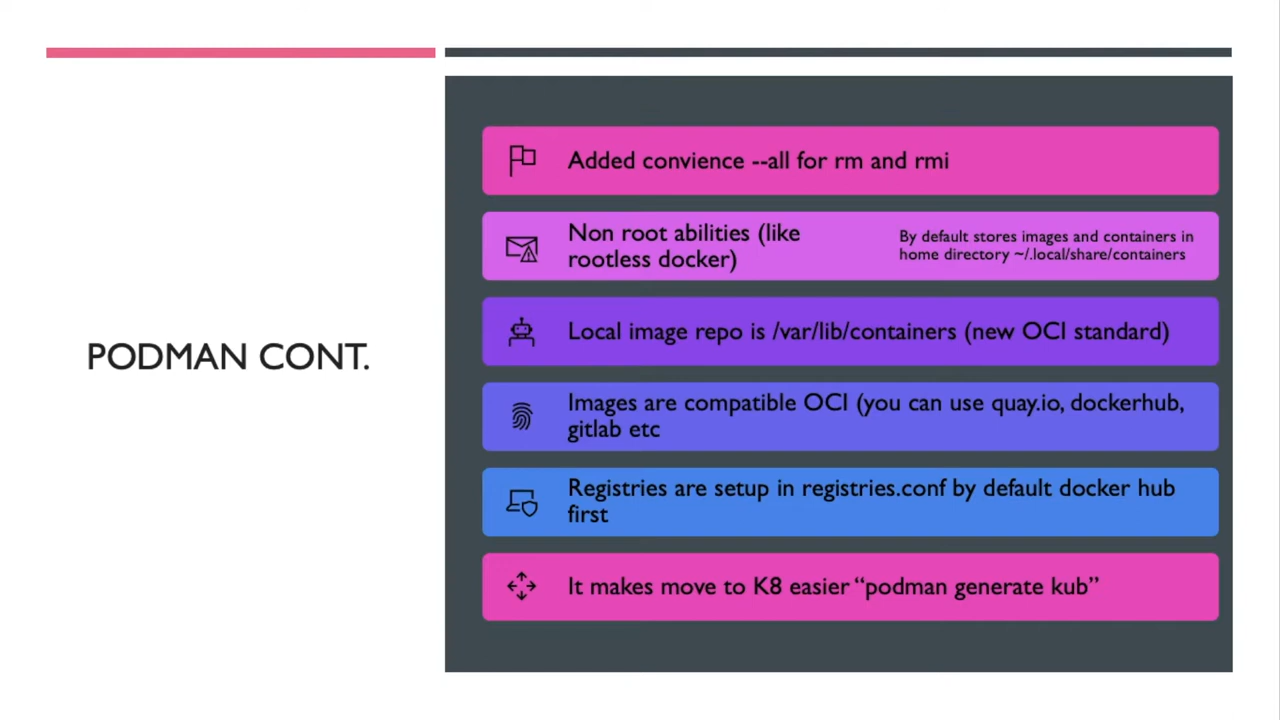 PODMAN CONT.
Added convience --all for rm and rmi
Non root abilities (like
rootless docker)
By default stores images and containers in
home directory ~/.local/share/containers
Local image repo is /var/lib/containers (new OCI standard)
Images are compatible OCI (you can use quay.io, dockerhub,
gitlab etc
Registries are setup in registries.conf by default docker hub
first
It makes move to K8 easier “podman generate kub”